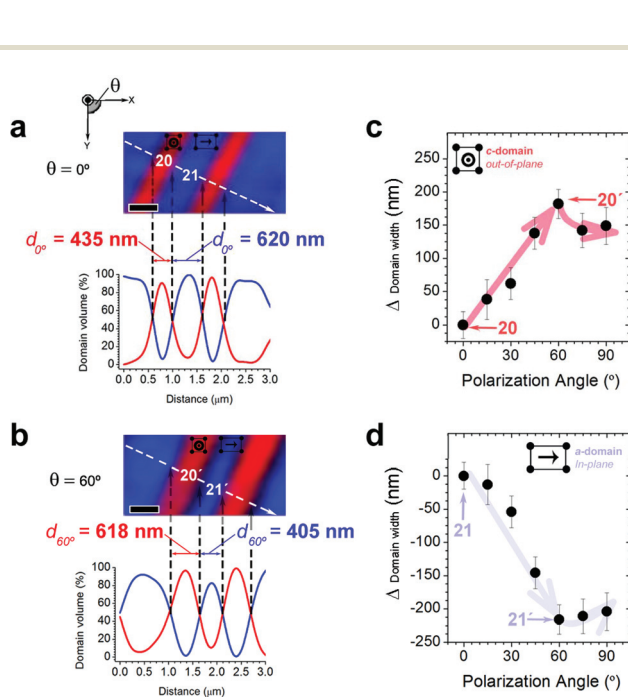 θ
X
Y
a
θ = 0º
20
21
d0º = 435 nm
d0º = 620 nm
Domain volume (%)
100
80
60
40
20
0
0.0 0.5 1.0 1.5 2.0 2.5 3.0
Distance (μm)
b
θ = 60º
20´
21´
d60º = 618 nm
d60º = 405 nm
Domain volume (%)
100
80
60
40
20
0
0.0 0.5 1.0 1.5 2.0 2.5 3.0
Distance (μm)
c
c-domain
out-of-plane
Δ Domain width (nm)
250
200
150
100
50
0
20´
20
0 30 60 90
Polarization Angle (º)
d
a-domain
In-plane
Δ Domain width (nm)
0
-50
-100
-150
-200
-250
21
21´
0 30 60 90
Polarization Angle (º)